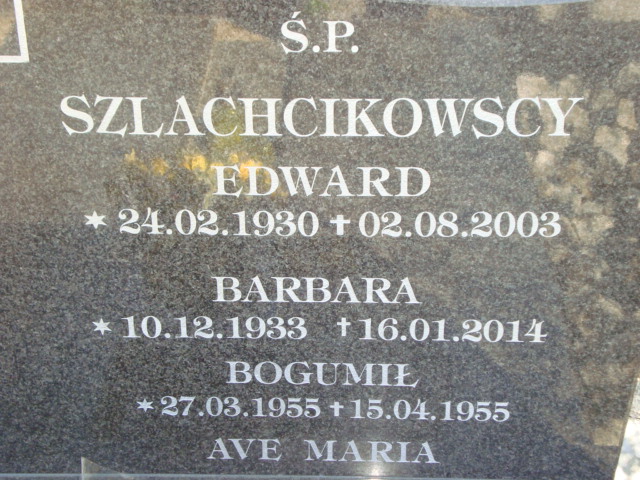 Ś.P.
SZLACHCIKOWSCY
EDWARD
* 24.02.1930 ✝ 02.08.2003
BARBARA
* 10.12.1933 ✝ 16.01.2014
BOGUMIŁ
* 27.03.1955 ✝ 15.04.1955
AVE MARIA